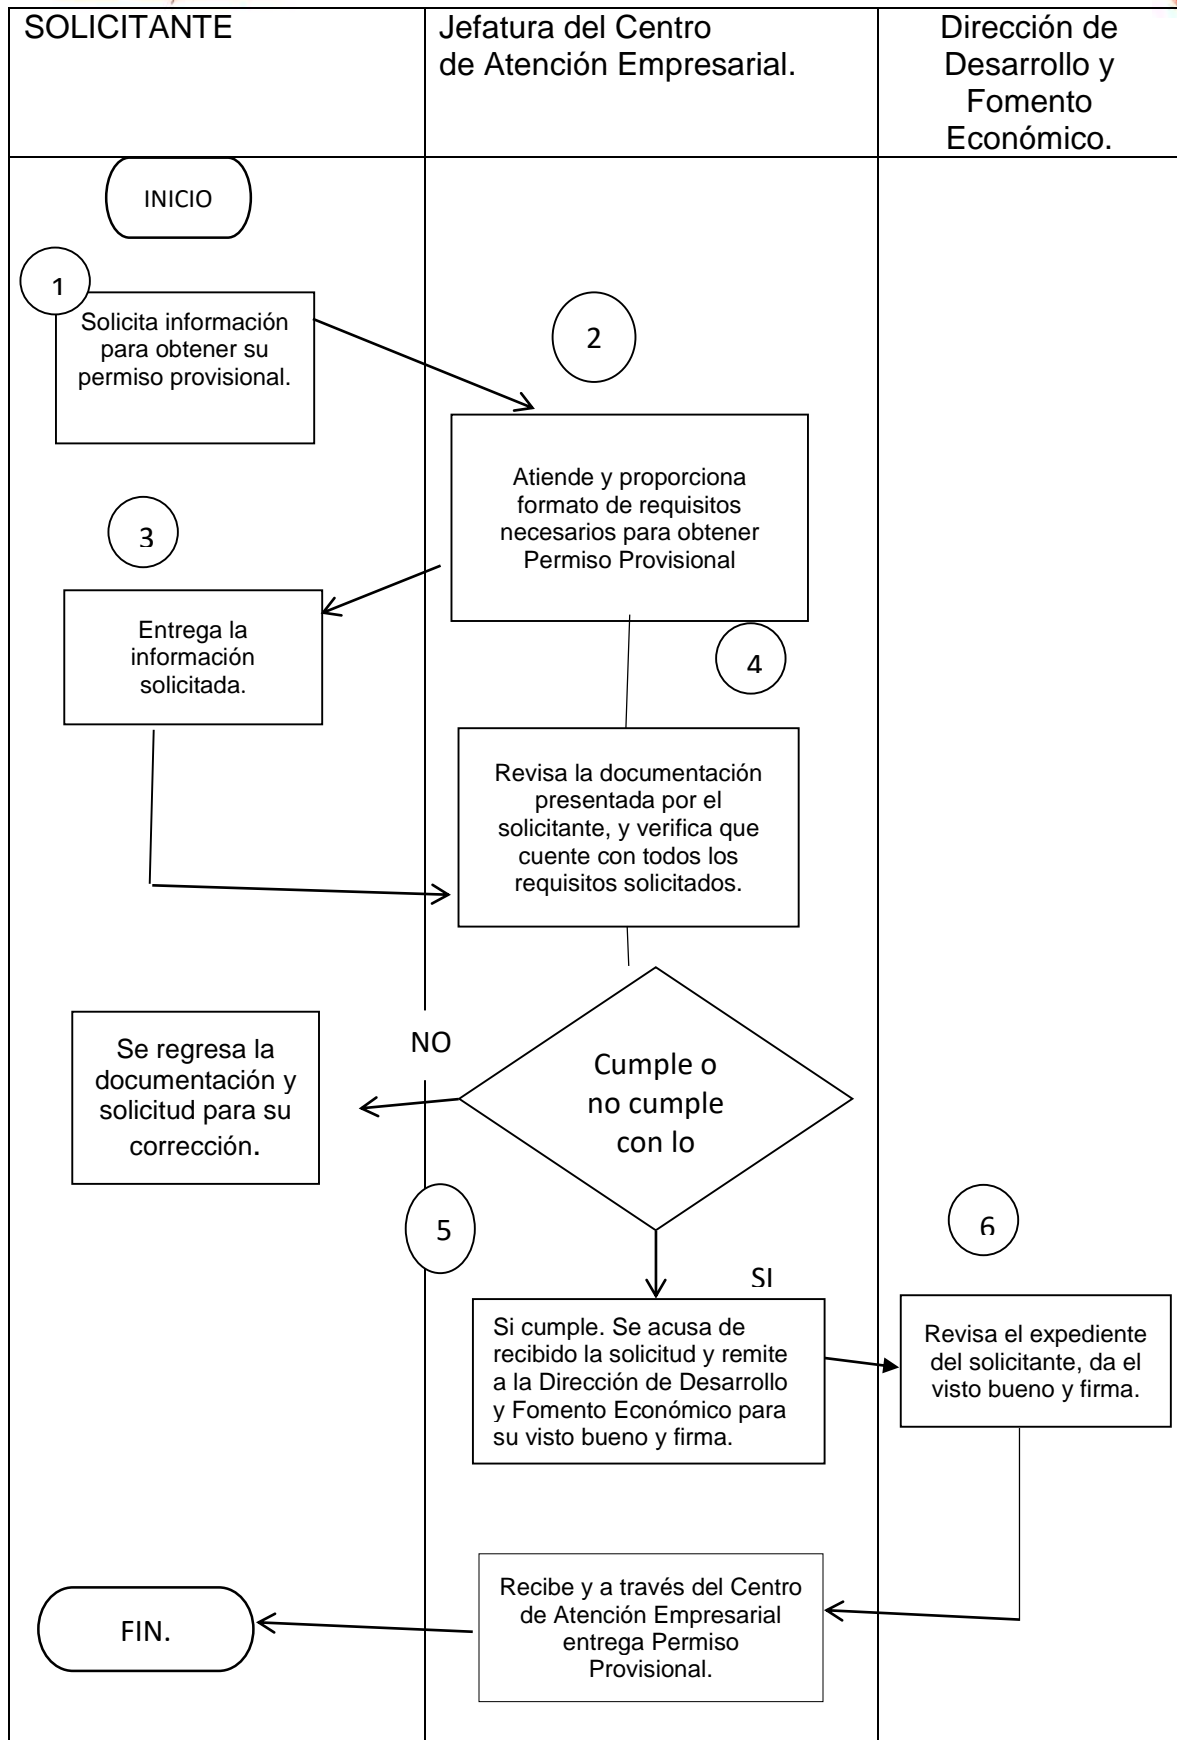 SOLICITANTE
Jefatura del Centro
de Atención Empresarial.
Dirección de
Desarrollo y
Fomento
Económico.
INICIO
1
Solicita información
para obtener su
permiso provisional.
2
Atiende y proporciona
formato de requisitos
necesarios para obtener
Permiso Provisional
3
Entrega la
información
solicitada.
4
Revisa la documentación
presentada por el
solicitante, y verifica que
cuente con todos los
requisitos solicitados.
Cumple o
no cumple
con lo
NO
Se regresa la
documentación y
solicitud para su
corrección.
5
SI
Si cumple. Se acusa de
recibido la solicitud y remite
a la Dirección de Desarrollo
y Fomento Económico para
su visto bueno y firma.
6
Revisa el expediente
del solicitante, da el
visto bueno y firma.
Recibe y a través del Centro
de Atención Empresarial
entrega Permiso
Provisional.
FIN.